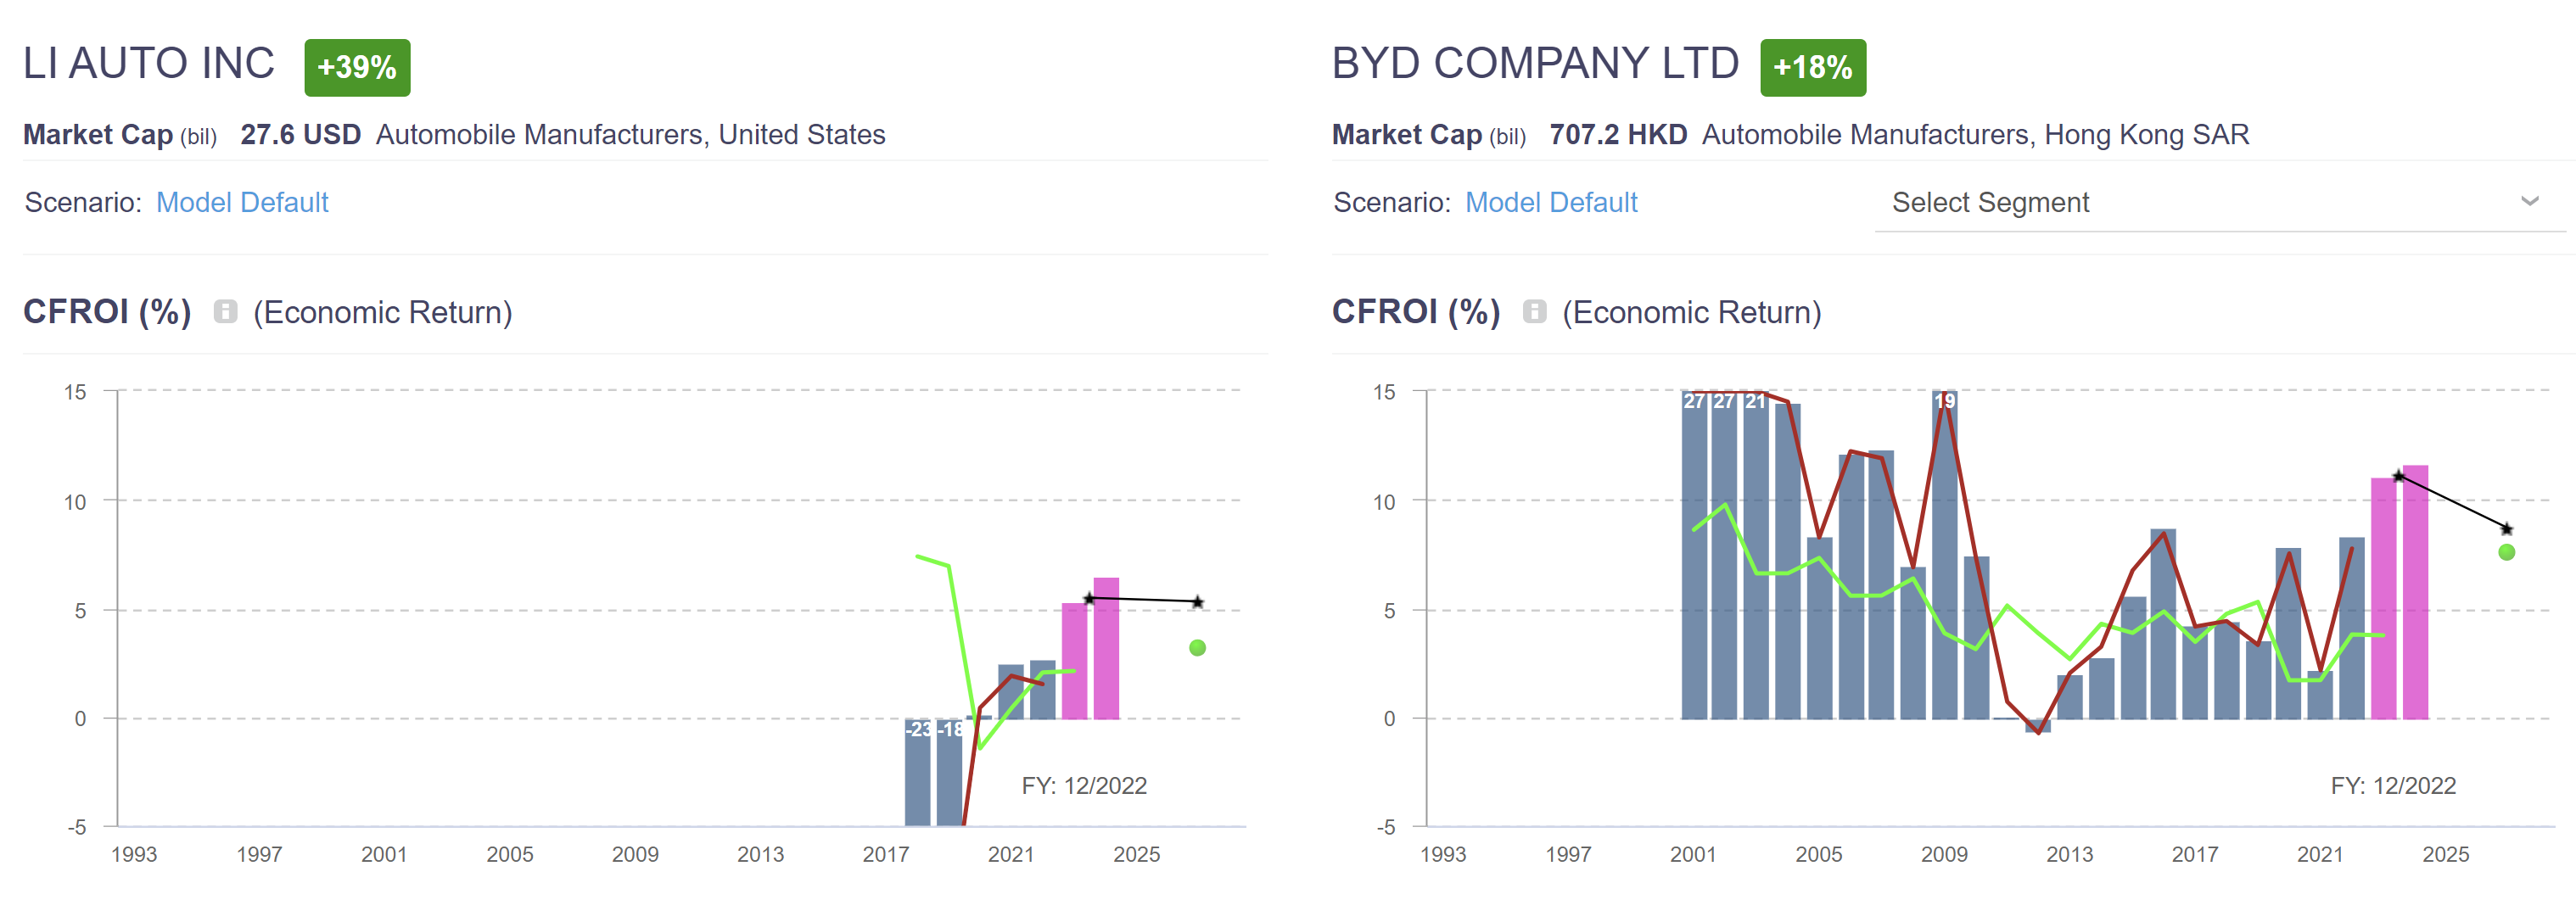 LI AUTO INC +39%
Market Cap (bil) 27.6 USD Automobile Manufacturers, United States
Scenario: Model Default
CFROI (%) i (Economic Return)
15
10
5
0
-5
-23 -18
FY: 12/2022
1993 1997 2001 2005 2009 2013 2017 2021 2025
BYD COMPANY LTD +18%
Market Cap (bil) 707.2 HKD Automobile Manufacturers, Hong Kong SAR
Scenario: Model Default Select Segment
CFROI (%) i (Economic Return)
15
27 27 21 19
10
5
0
-5
FY: 12/2022
1993 1997 2001 2005 2009 2013 2017 2021 2025